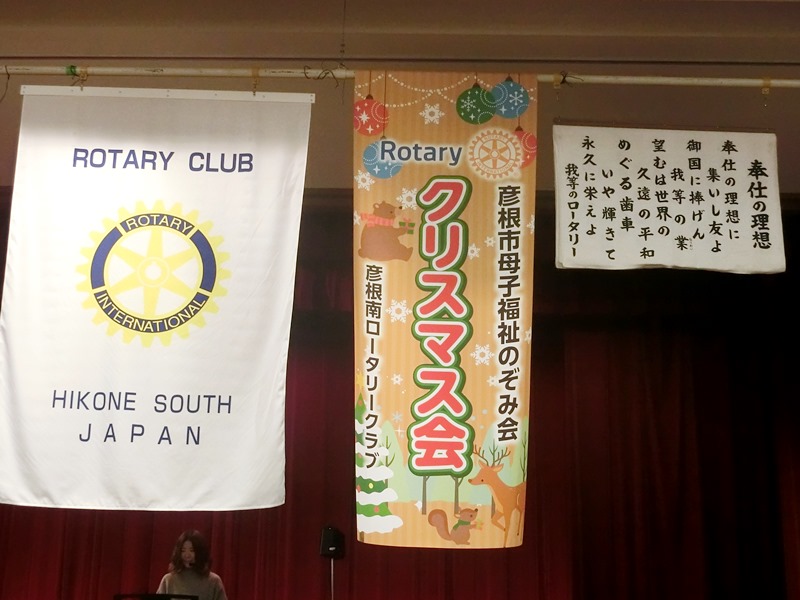 ROTARY CLUB
ROTARY
INTERNATIONAL
HIKONE SOUTH
JAPAN
Rotary
彦根市母子福祉のぞみ会
クリスマス会
彦根南ロータリークラブ
奉仕の理想
奉仕の理想に
集いし友よ
御国に捧げん
我等の業
望むは世界の
久遠の平和
めぐる歯車
いや輝きて
永久に栄えよ
我等のロータリー